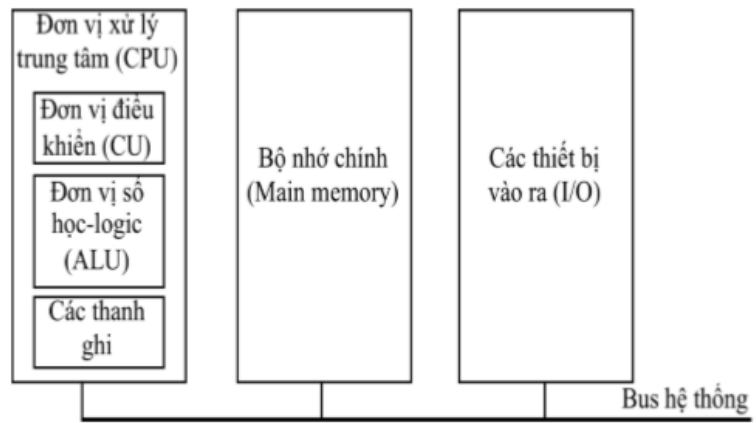 Đơn vị xử lý
trung tâm (CPU)
Đơn vị điều
khiển (CU)
Đơn vị số
học-logic
(ALU)
Các thanh
ghi
Bộ nhớ chính
(Main memory)
Các thiết bị
vào ra (I/O)
Bus hệ thống